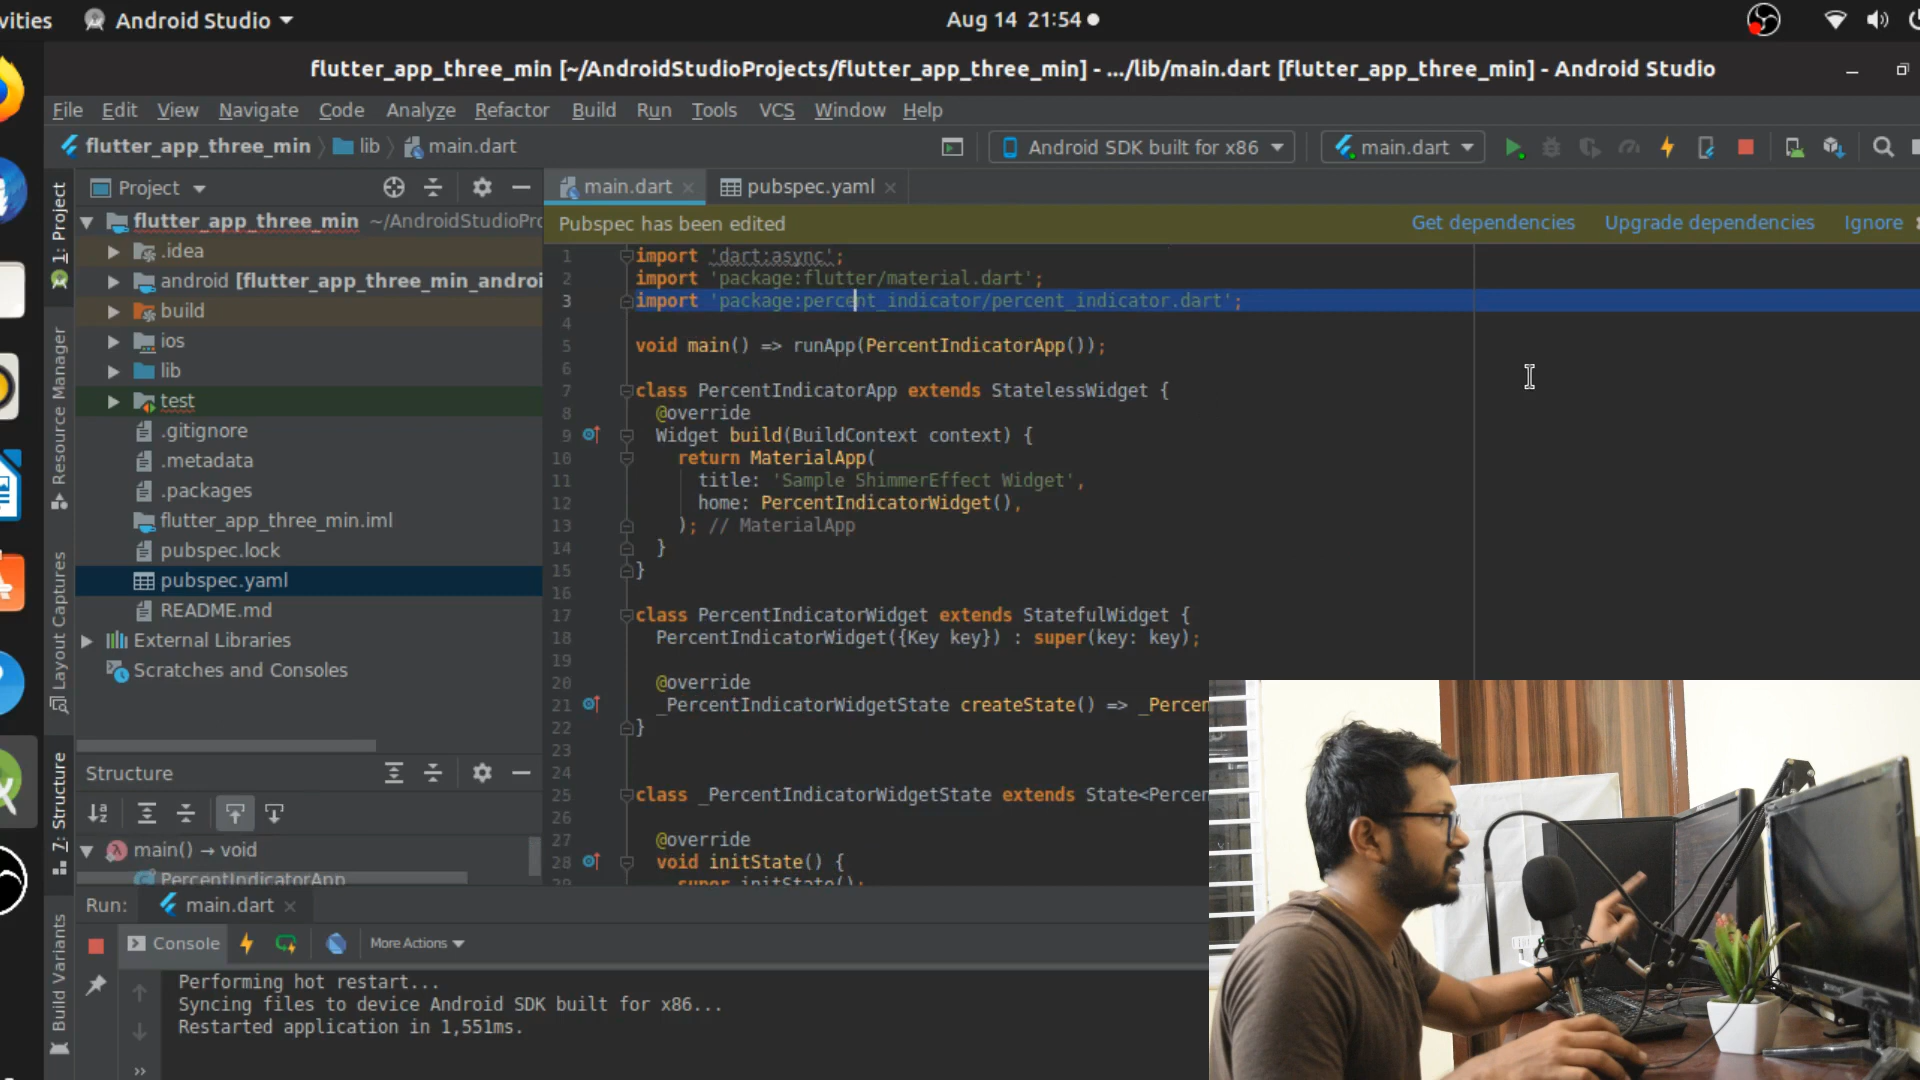 vities
Android Studio
Aug 14 21:54
flutter_app_three_min [~/AndroidStudioProjects/flutter_app_three_min] - .../lib/main.dart [flutter_app_three_min] - Android Studio
File Edit View Navigate Code Analyze Refactor Build Run Tools VCS Window Help
flutter_app_three_min lib main.dart
Android SDK built for x86
main.dart
1: Project
Resource Manager
Layout Captures
7: Structure
Build Variants
Project
flutter_app_three_min ~/AndroidStudioPro
.idea
android [flutter_app_three_min_androi
build
ios
lib
test
.gitignore
.metadata
.packages
flutter_app_three_min.iml
pubspec.lock
pubspec.yaml
README.md
External Libraries
Scratches and Consoles
Structure
main() → void
PercentIndicatorApp
main.dart
pubspec.yaml
Pubspec has been edited
Get dependencies Upgrade dependencies Ignore
1 import 'dart:async';
2 import 'package:flutter/material.dart';
3 import 'package:percent_indicator/percent_indicator.dart';
4
5 void main() => runApp(PercentIndicatorApp());
6
7 class PercentIndicatorApp extends StatelessWidget {
8 @override
9 Widget build(BuildContext context) {
10 return MaterialApp(
11 title: 'Sample ShimmerEffect Widget',
12 home: PercentIndicatorWidget(),
13 ); // MaterialApp
14 }
15 }
16
17 class PercentIndicatorWidget extends StatefulWidget {
18 PercentIndicatorWidget({Key key}) : super(key: key);
19
20 @override
21 _PercentIndicatorWidgetState createState() => _Percen
22 }
23
24
25 class _PercentIndicatorWidgetState extends State<Percen
26
27 @override
28 void initState() {
29 super.initState();
Run: main.dart
Console
More Actions
Performing hot restart...
Syncing files to device Android SDK built for x86...
Restarted application in 1,551ms.